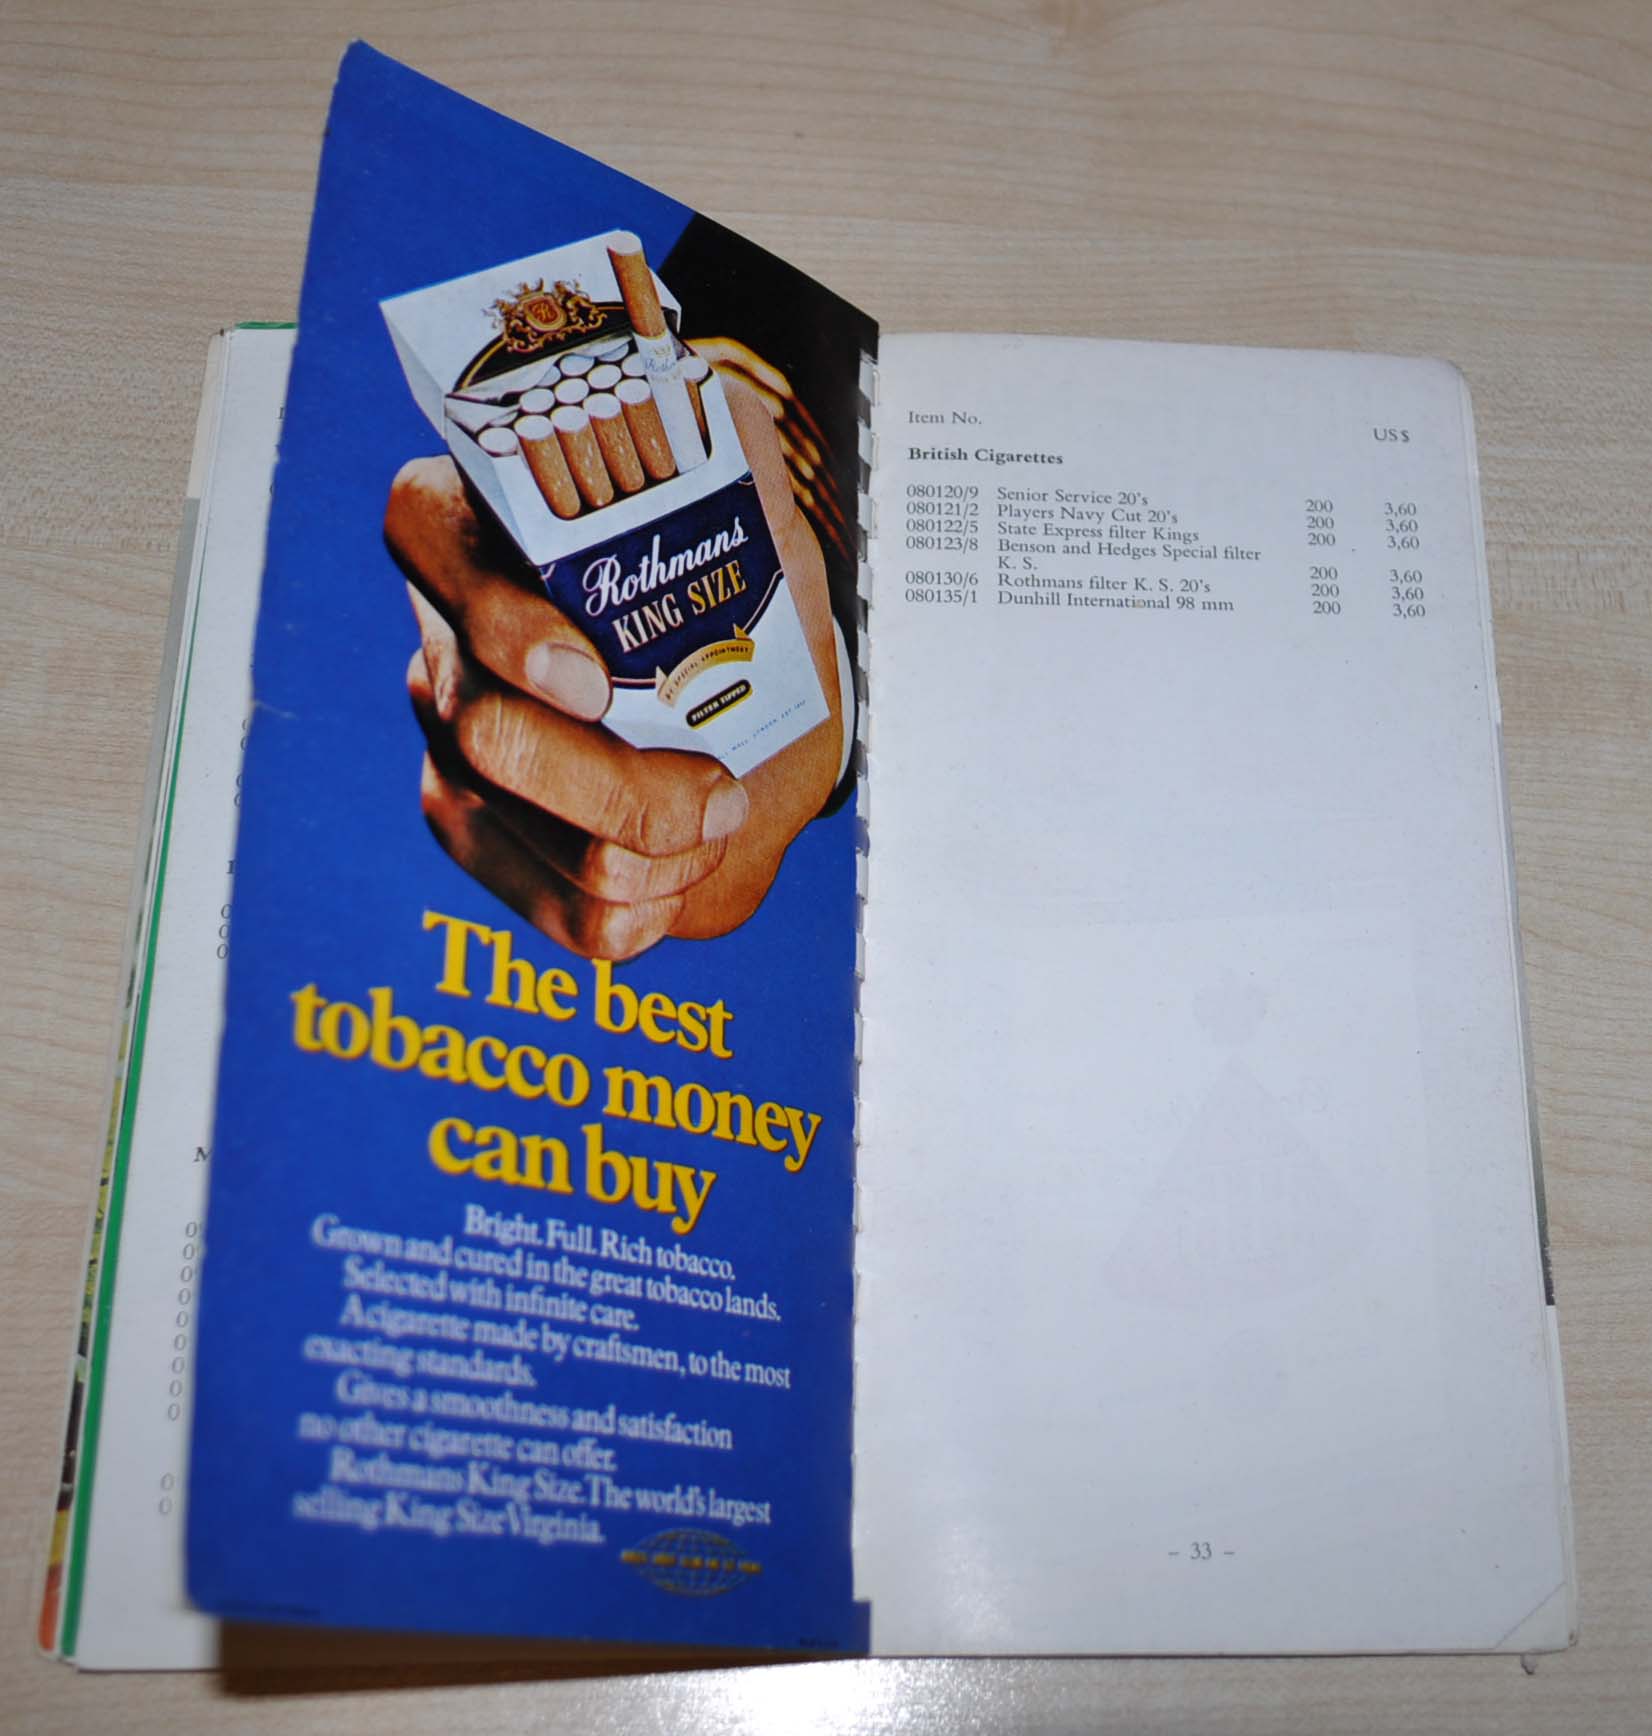 Rothmans
KING SIZE
BY SPECIAL APPOINTMENT
FILTER TIPPED
The best
tobacco money
can buy
Bright. Full. Rich tobacco.
Grown and cured in the great tobacco lands.
Selected with infinite care.
A cigarette made by craftsmen, to the most
exacting standards.
Gives a smoothness and satisfaction
no other cigarette can offer.
Rothmans King Size. The world's largest
selling King Size Virginia.
Item No.
US $
British Cigarettes
080120/9 Senior Service 20's 200 3,60
080121/2 Players Navy Cut 20's 200 3,60
080122/5 State Express filter Kings 200 3,60
080123/8 Benson and Hedges Special filter
K. S. 200 3,60
080130/6 Rothmans filter K. S. 20's 200 3,60
080135/1 Dunhill International 98 mm 200 3,60
- 33 -